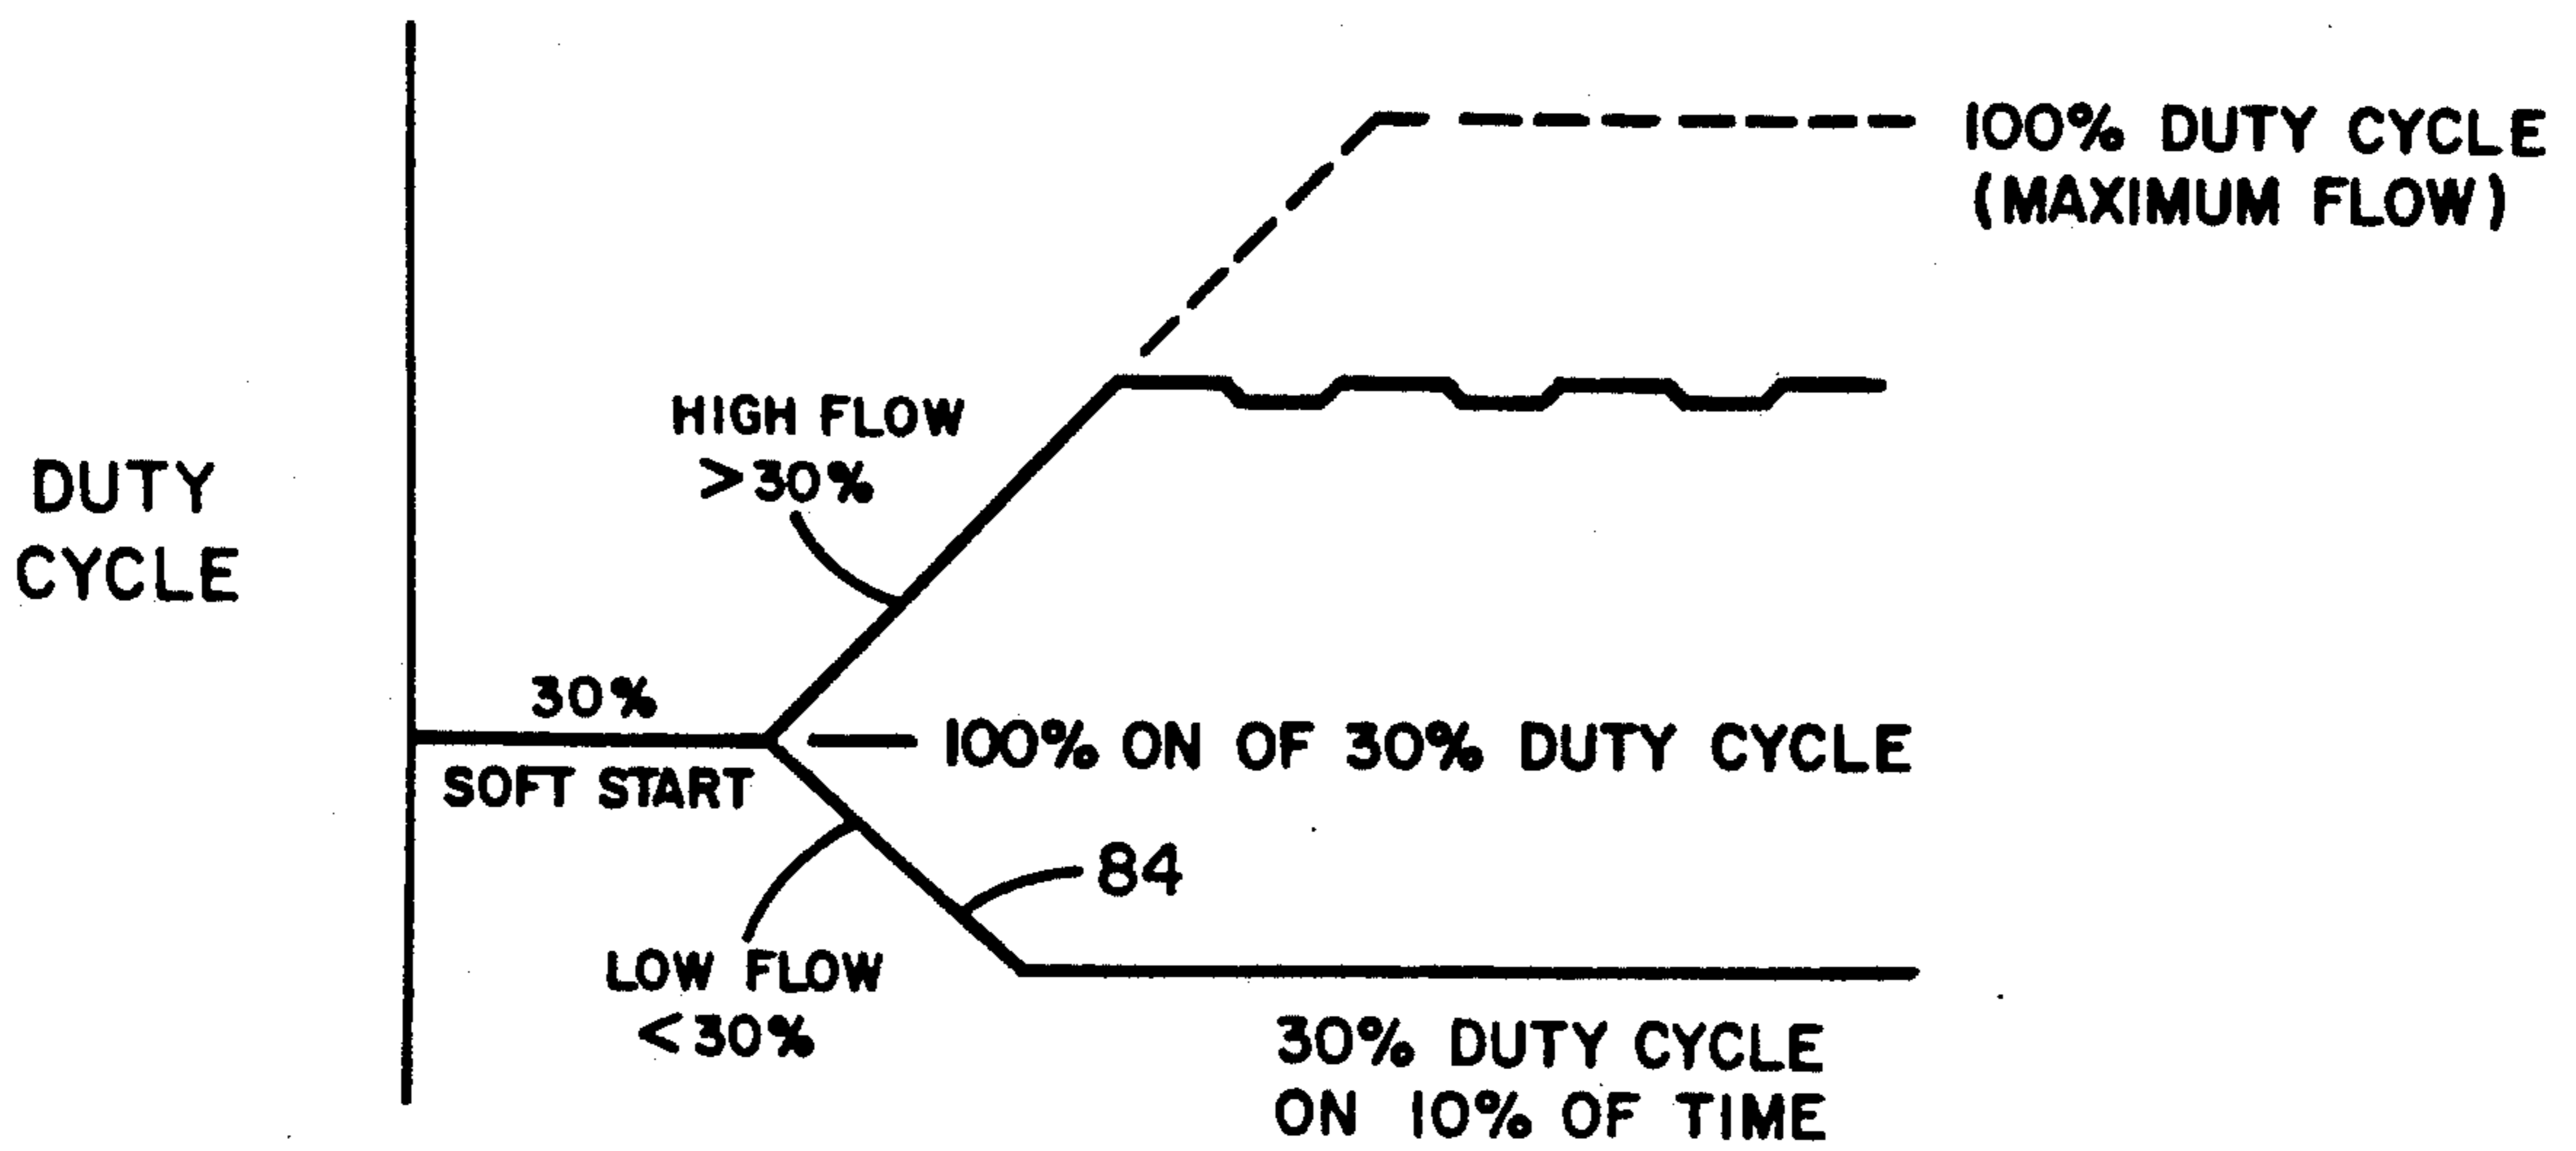 100% DUTY CYCLE
(MAXIMUM FLOW)
HIGH FLOW
>30%
DUTY
CYCLE
30%
SOFT START
100% ON OF 30% DUTY CYCLE
84
LOW FLOW
<30%
30% DUTY CYCLE
ON 10% OF TIME